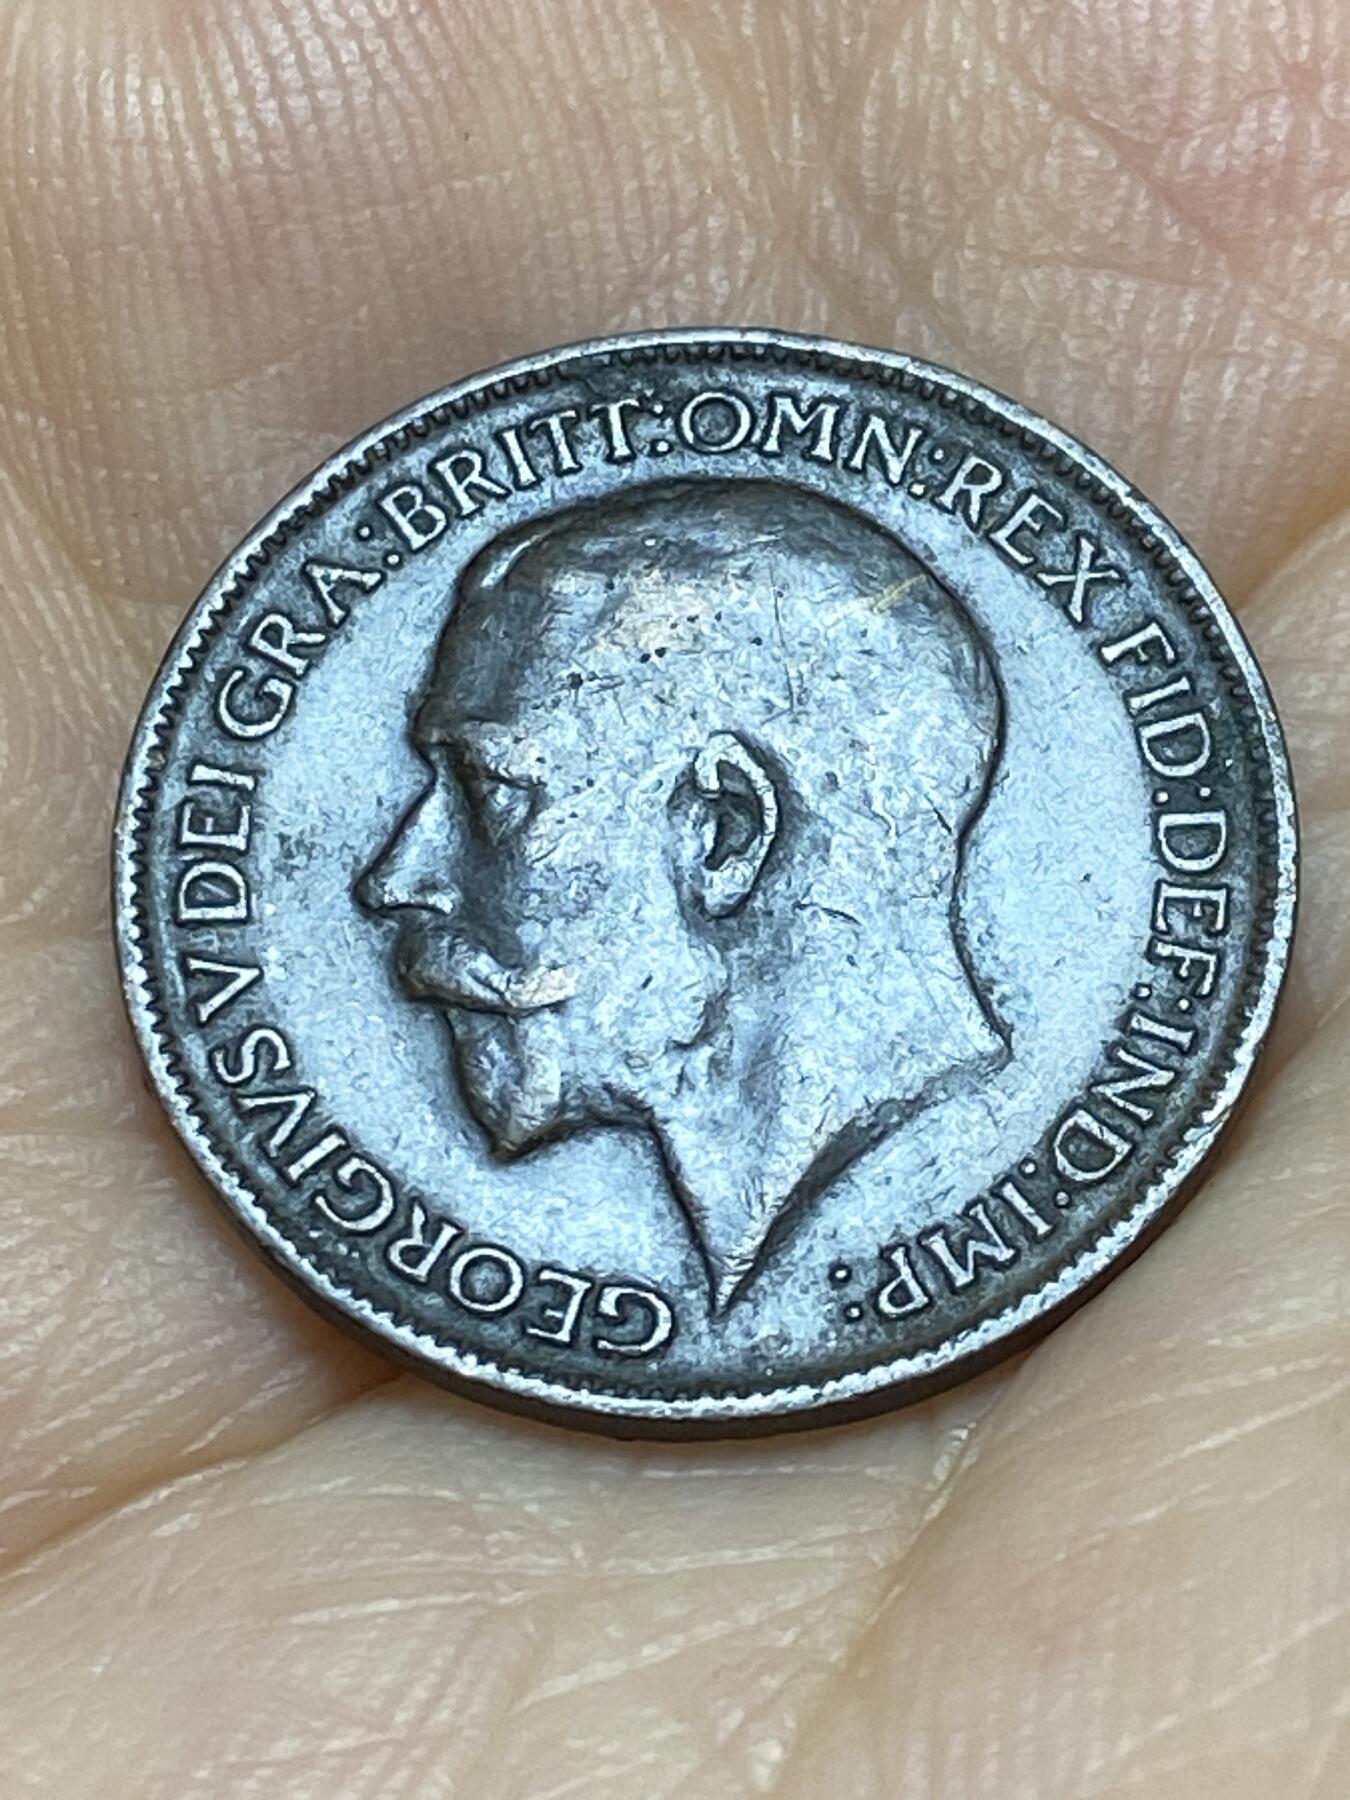 GEORGIVS V DEI GRA:BRITT:OMN:REX FID:DEF:IND:IMP: